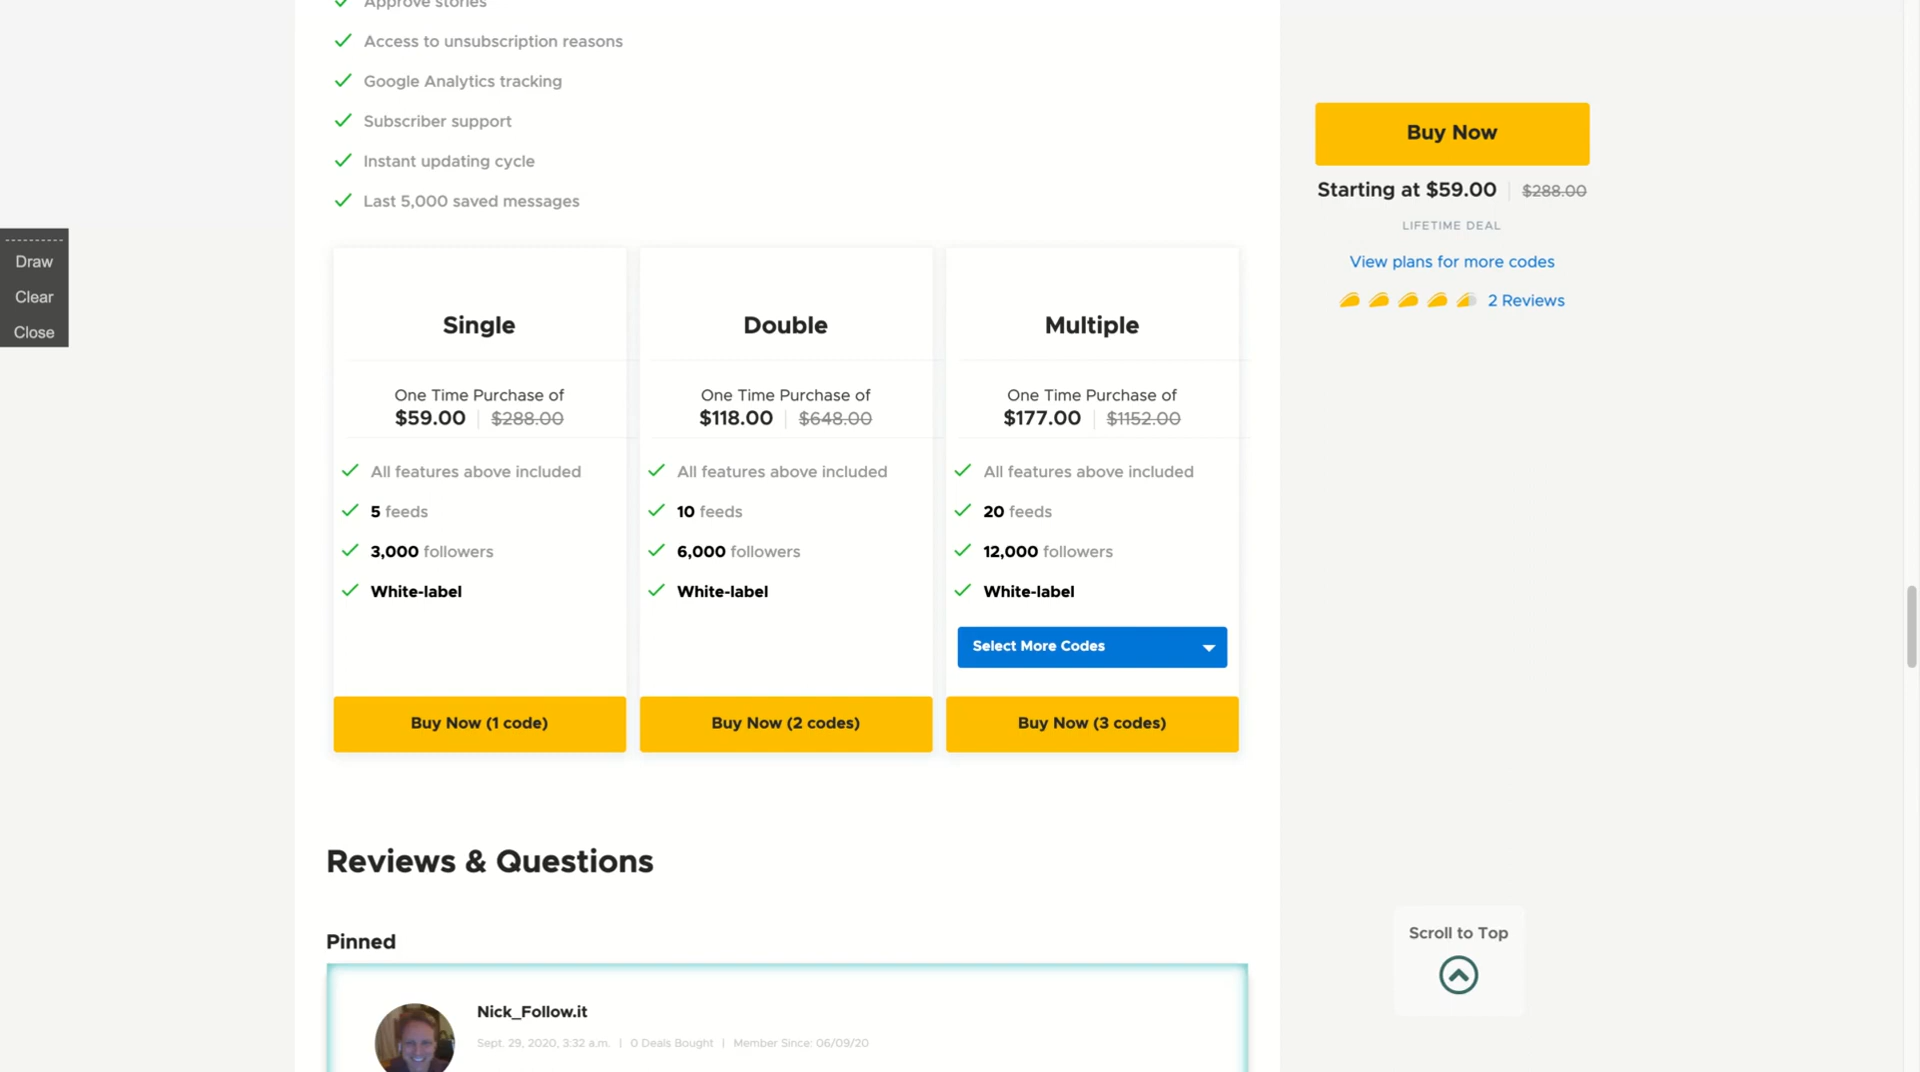 Approve stories
Access to unsubscription reasons
Google Analytics tracking
Subscriber support
Instant updating cycle
Last 5,000 saved messages
Draw
Clear
Close
Buy Now
Starting at $59.00 | $288.00
LIFETIME DEAL
View plans for more codes
2 Reviews
Single
One Time Purchase of
$59.00 | $288.00
All features above included
5 feeds
3,000 followers
White-label
Buy Now (1 code)
Double
One Time Purchase of
$118.00 | $648.00
All features above included
10 feeds
6,000 followers
White-label
Buy Now (2 codes)
Multiple
One Time Purchase of
$177.00 | $1152.00
All features above included
20 feeds
12,000 followers
White-label
Select More Codes
Buy Now (3 codes)
Reviews & Questions
Pinned
Nick_Follow.it
Sept. 29, 2020, 3:32 a.m. | 0 Deals Bought | Member Since: 06/09/20
Scroll to Top